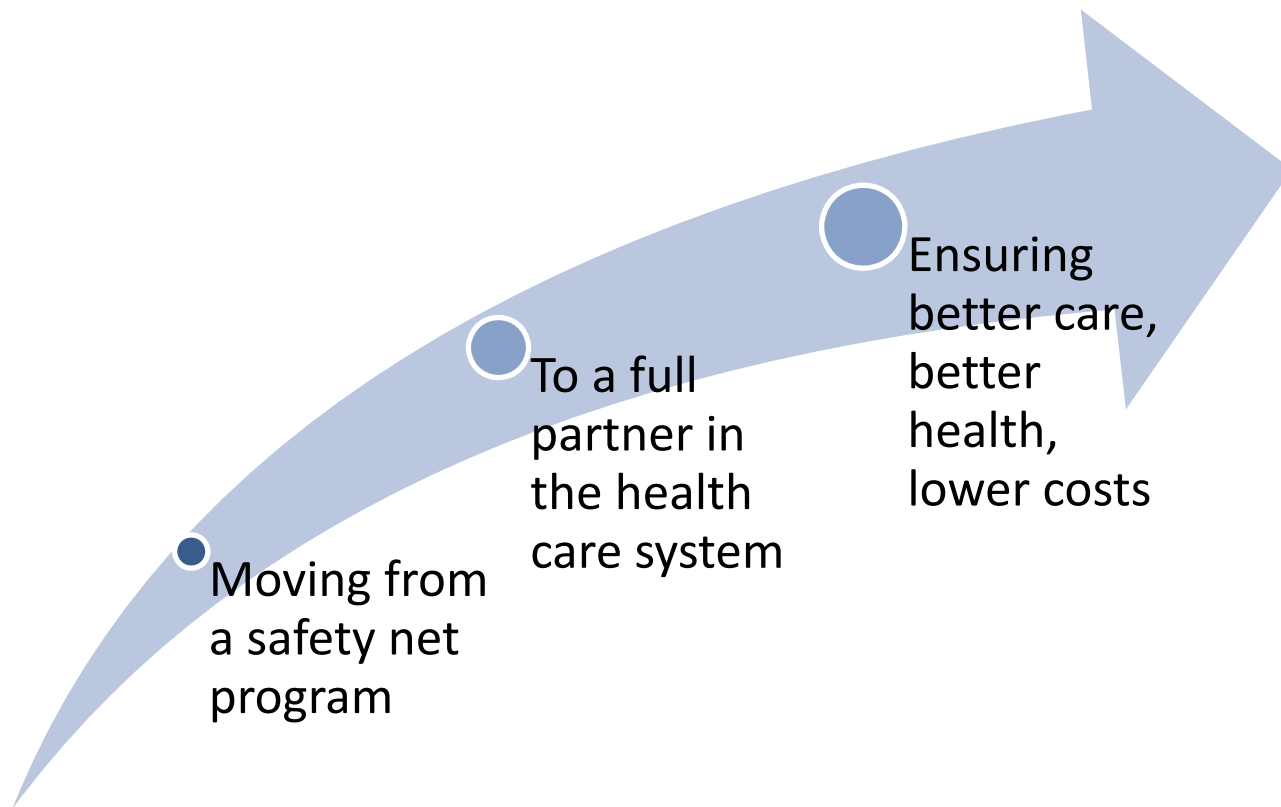 Moving from
a safety net
program
To a full
partner in
the health
care system
Ensuring
better care,
better
health,
lower costs